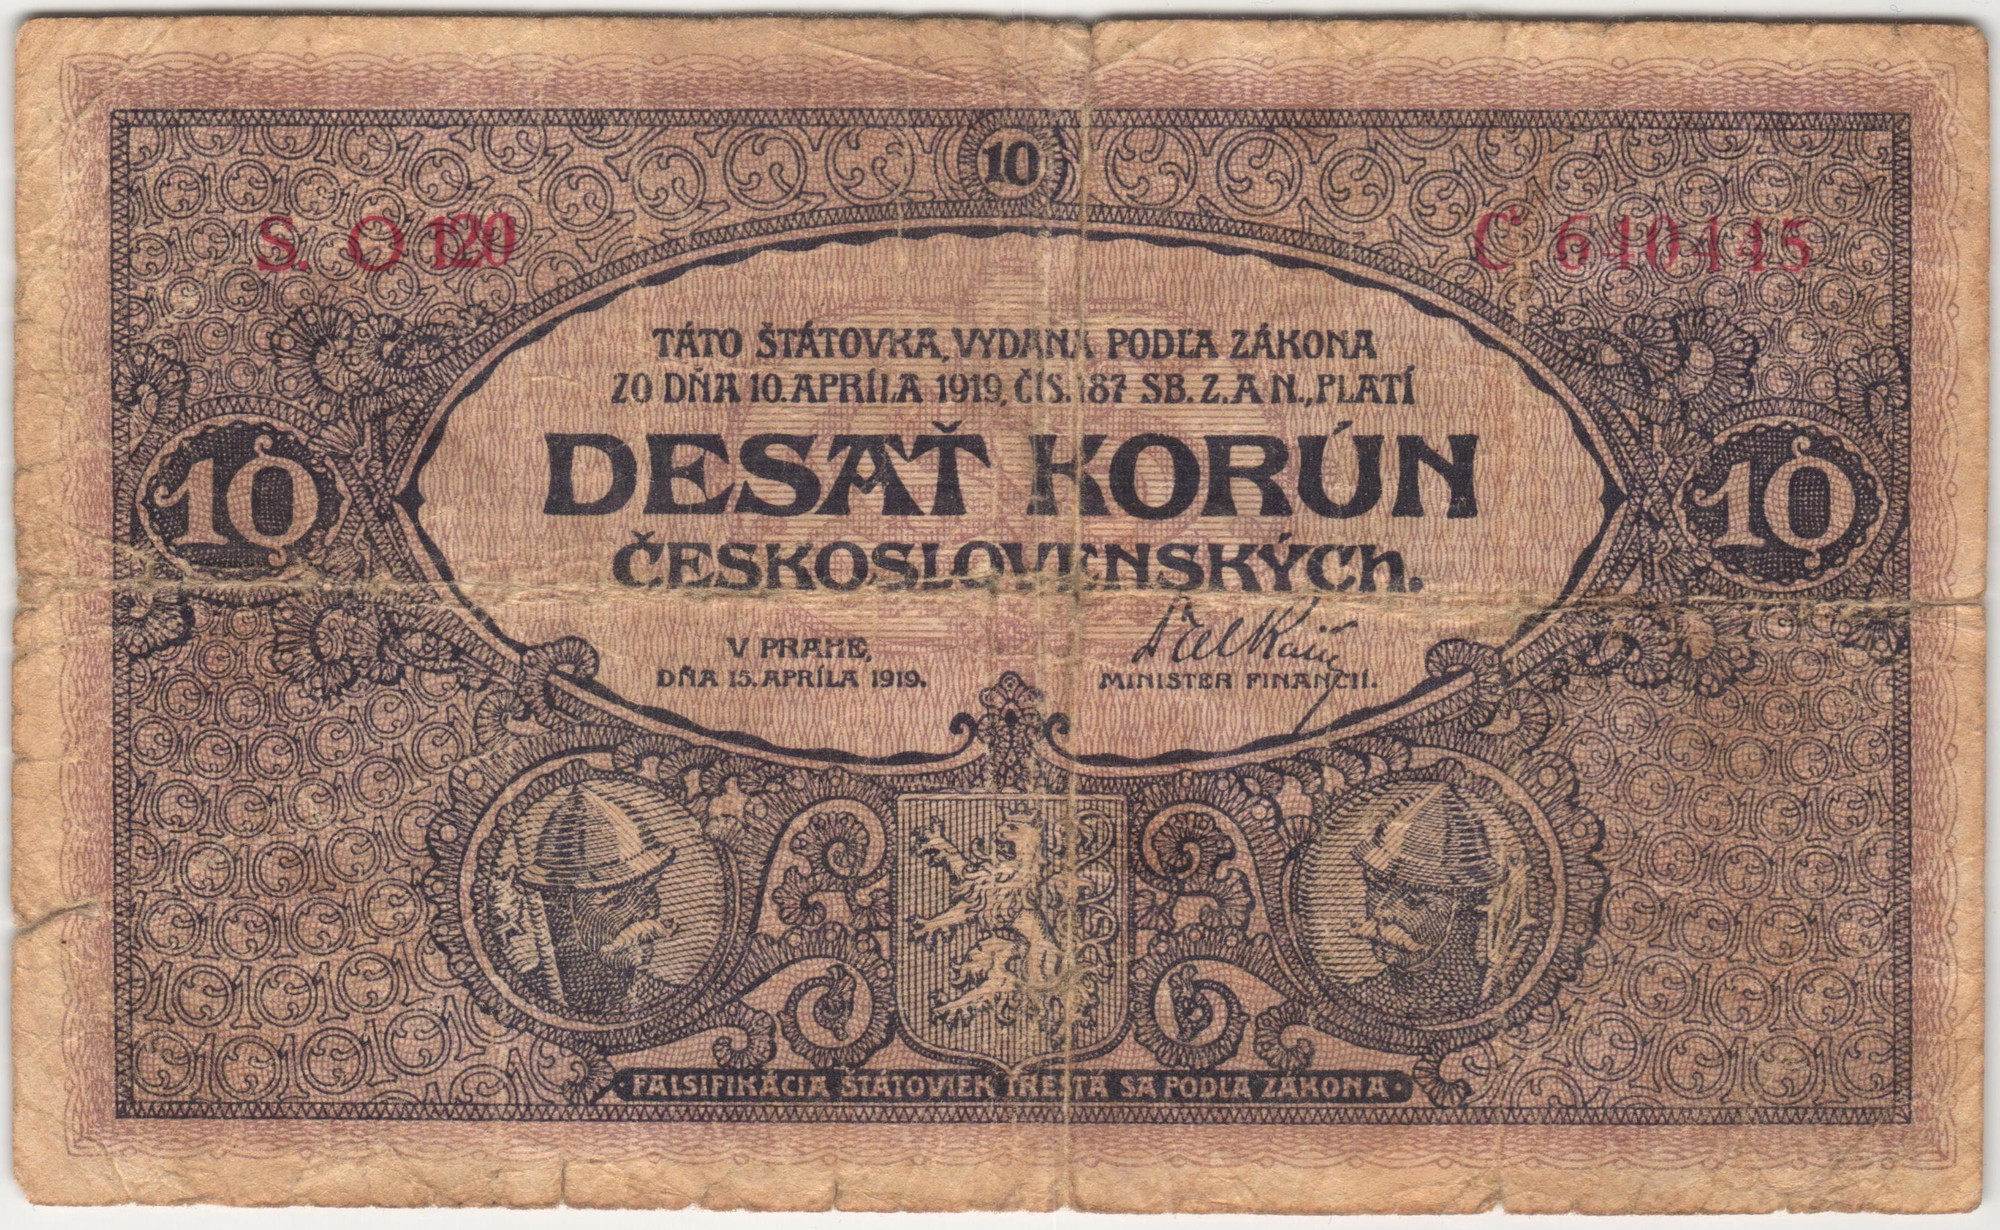 10
S. O 120
C 640445
TÁTO ŠTÁTOVKA, VYDANÁ PODĽA ZÁKONA
ZO DŇA 10. APRÍLA 1919, ČÍS. 187 SB. Z. A N., PLATÍ
DESAŤ KORÚN
10
10
ČESKOSLOVENSKÝCH.
V PRAHE,
DŇA 15. APRÍLA 1919.
MINISTER FINANCIÍ.
FALSIFIKÁCIA ŠTÁTOVIEK TRESTÁ SA PODĽA ZÁKONA